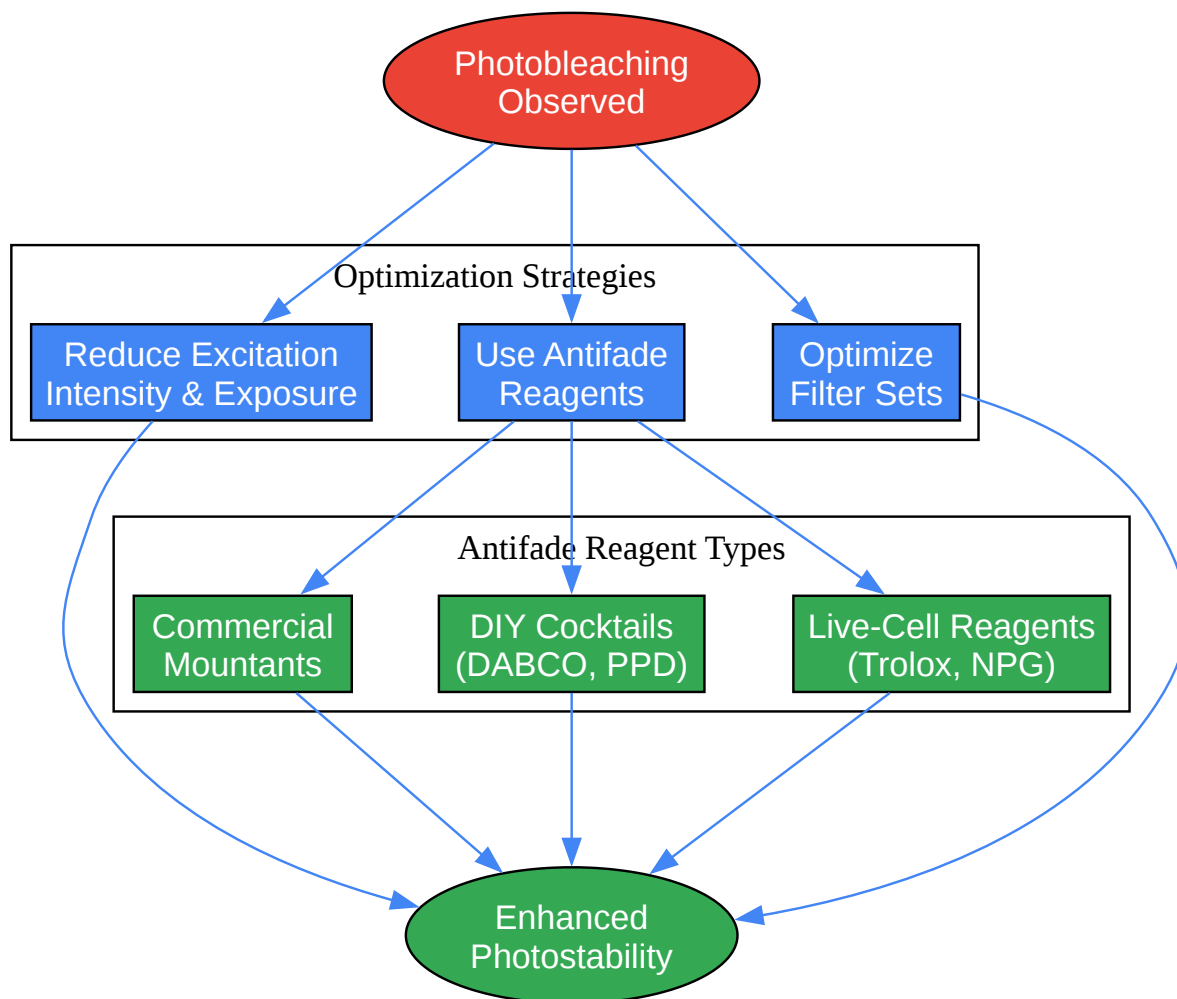 Photobleaching
Observed
Optimization Strategies
Reduce Excitation
Intensity & Exposure
Use Antifade
Reagents
Optimize
Filter Sets
Antifade Reagent Types
Commercial
Mountants
DIY Cocktails
(DABCO, PPD)
Live-Cell Reagents
(Trolox, NPG)
Enhanced
Photostability